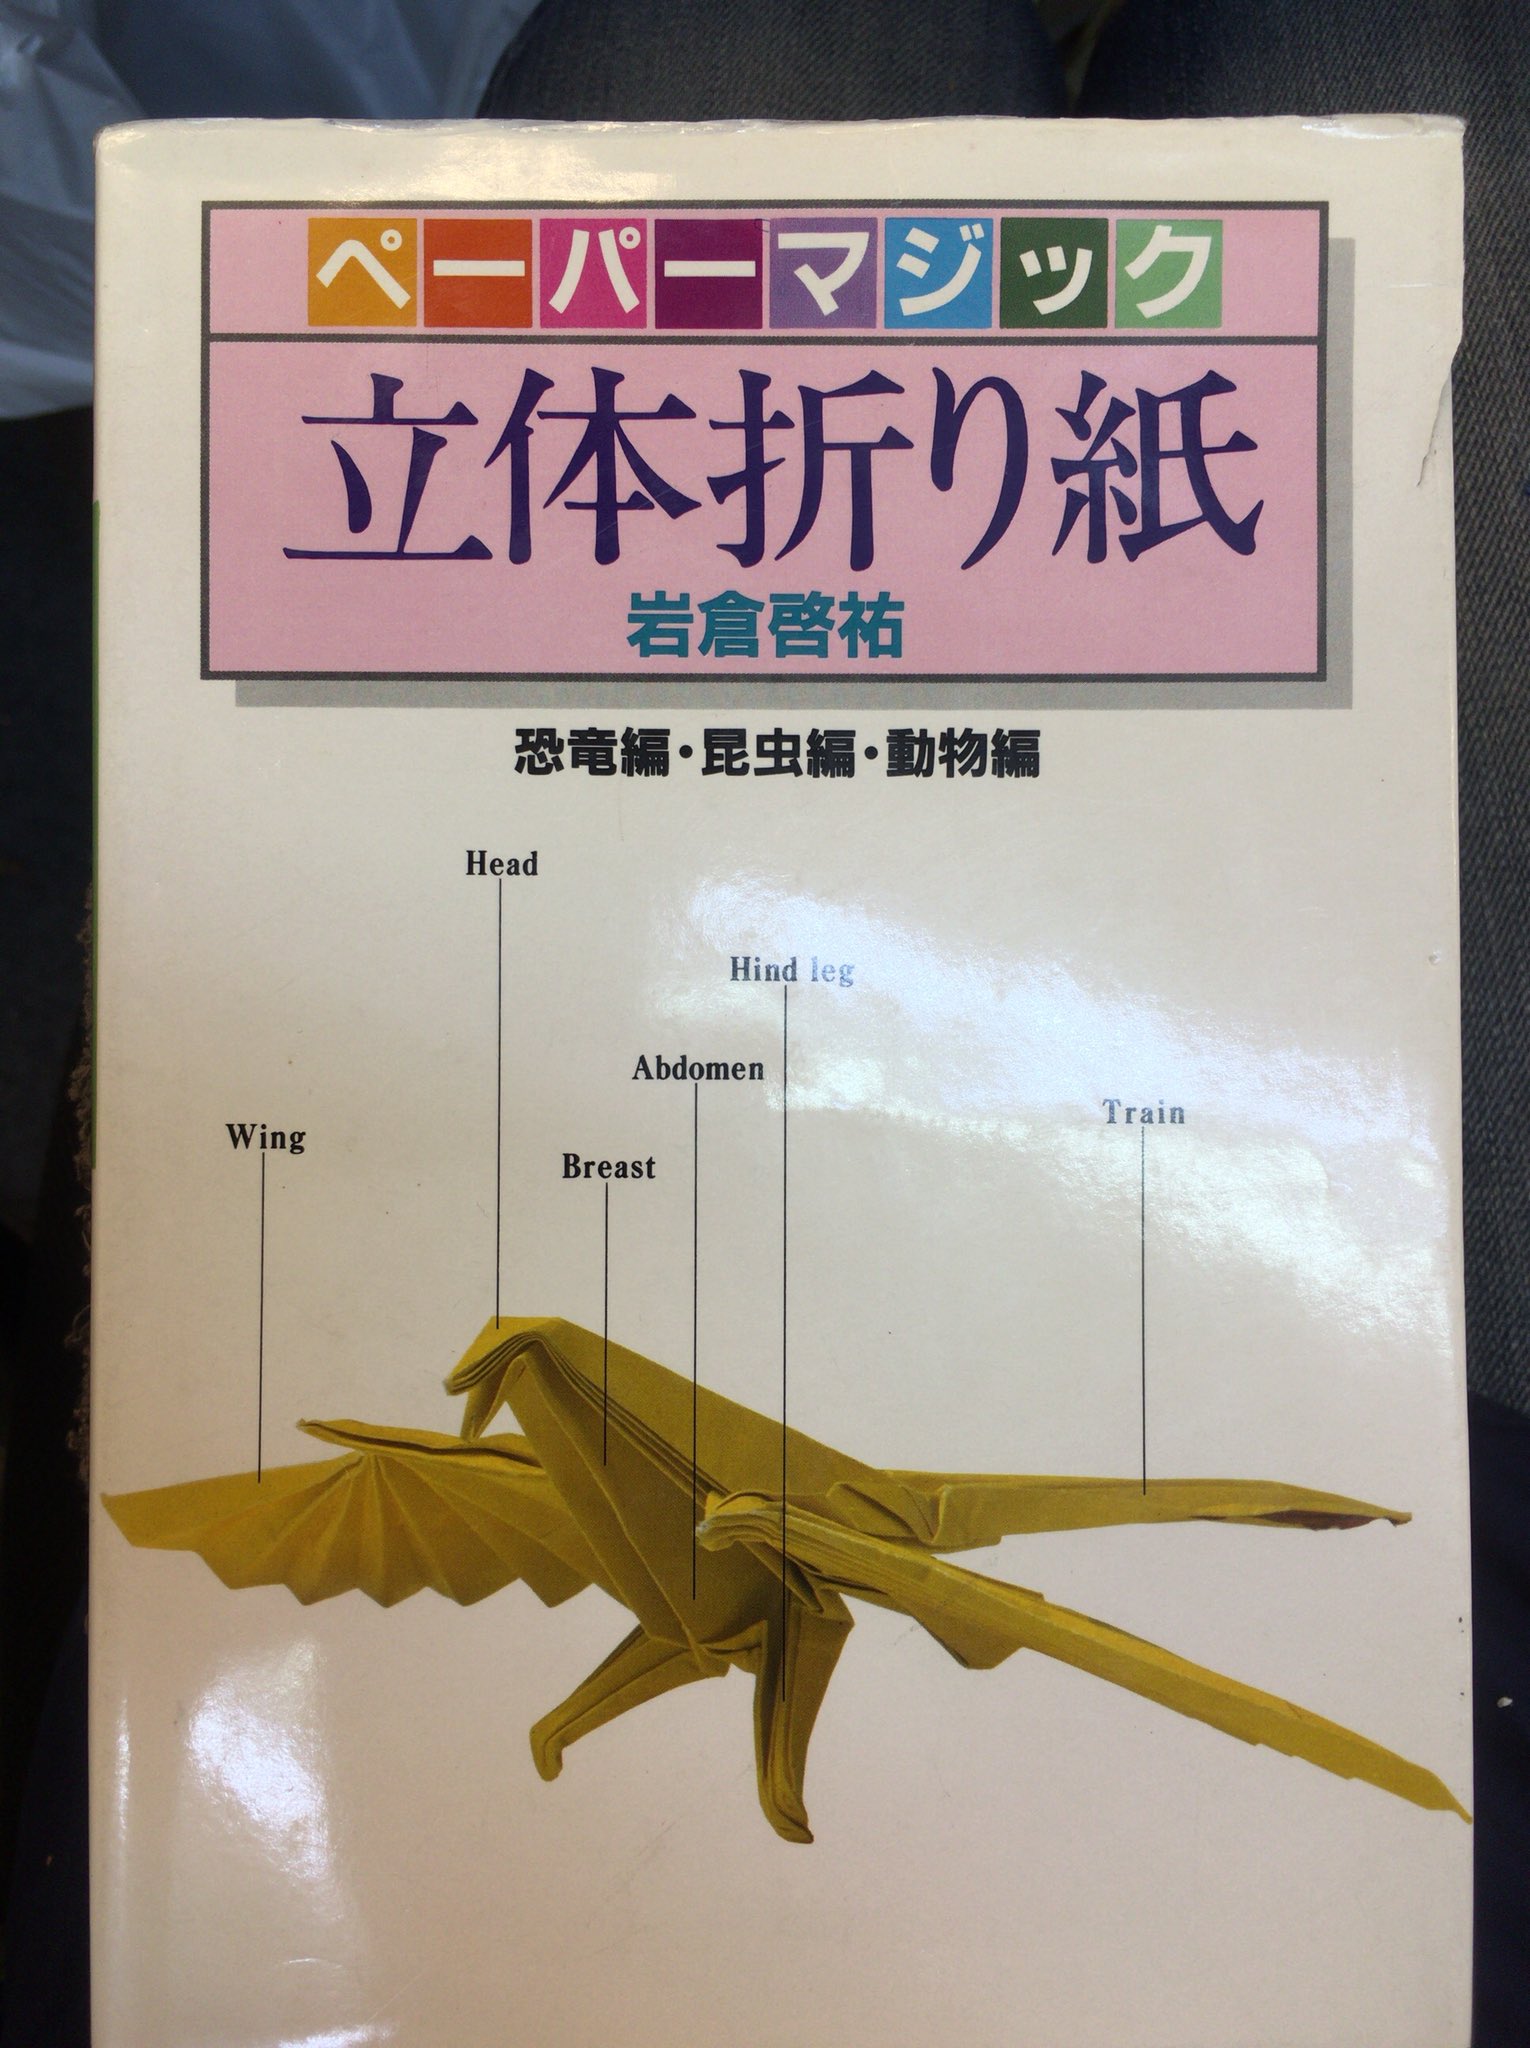 ペーパーマジック
立体折り紙
岩倉啓祐
恐竜編・昆虫編・動物編
Head
Hind leg
Abdomen
Train
Wing
Breast